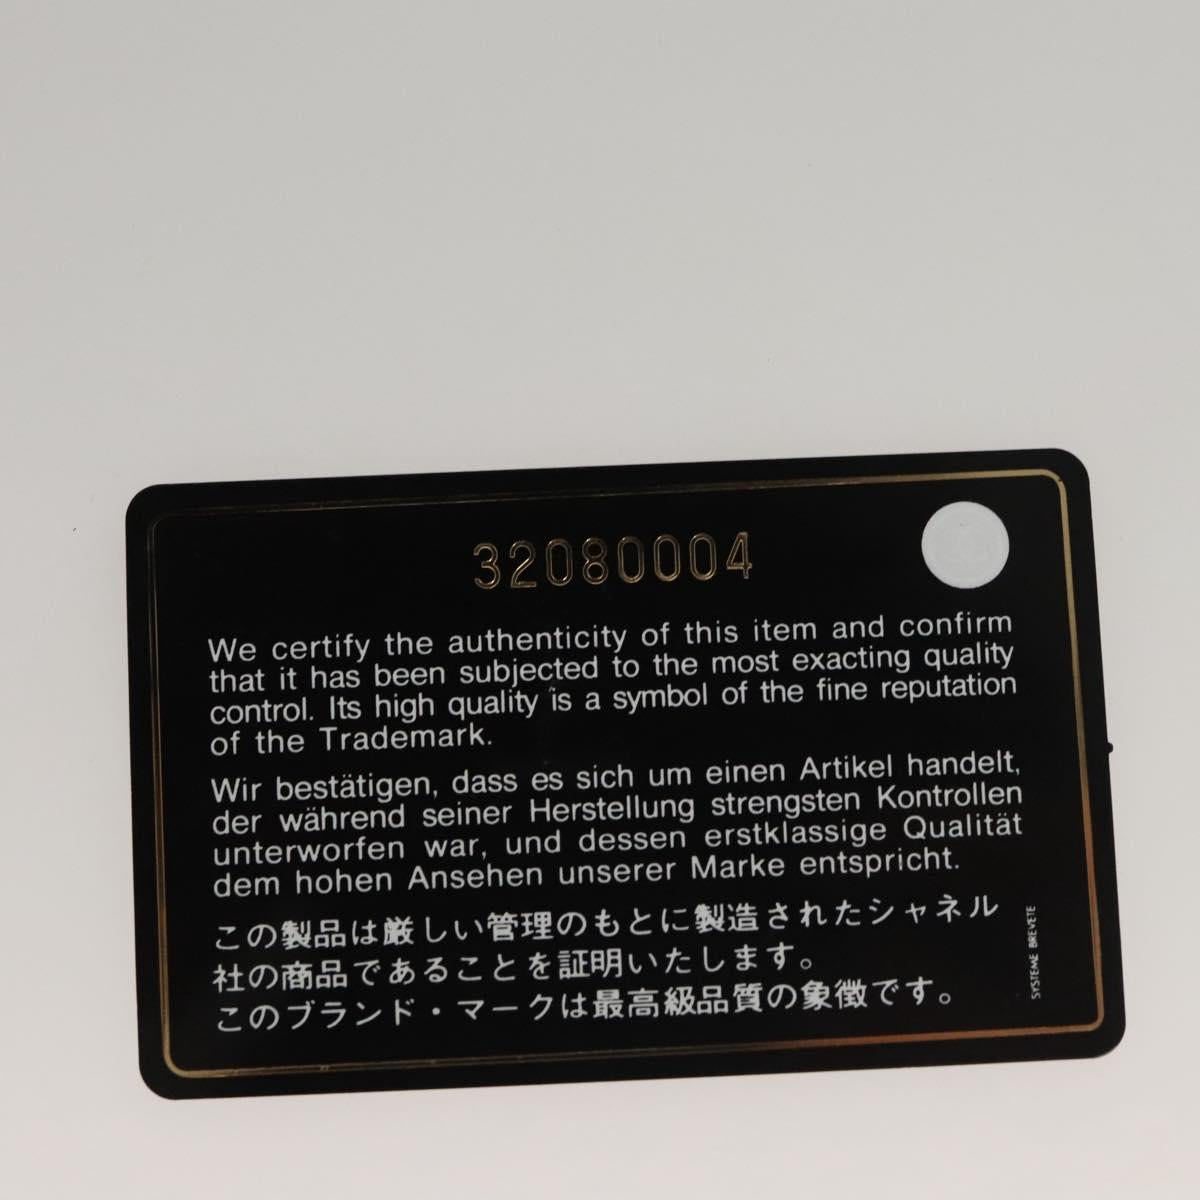 32080004
We certify the authenticity of this item and confirm
that it has been subjected to the most exacting quality
control. Its high quality is a symbol of the fine reputation
of the Trademark.
Wir bestätigen, dass es sich um einen Artikel handelt,
der während seiner Herstellung strengsten Kontrollen
unterworfen war, und dessen erstklassige Qualität
dem hohen Ansehen unserer Marke entspricht.
この製品は厳しい管理のもとに製造されたシャネル
社の商品であることを証明いたします。
このブランド・マークは最高級品質の象徴です。
SYSTEME BREVETE